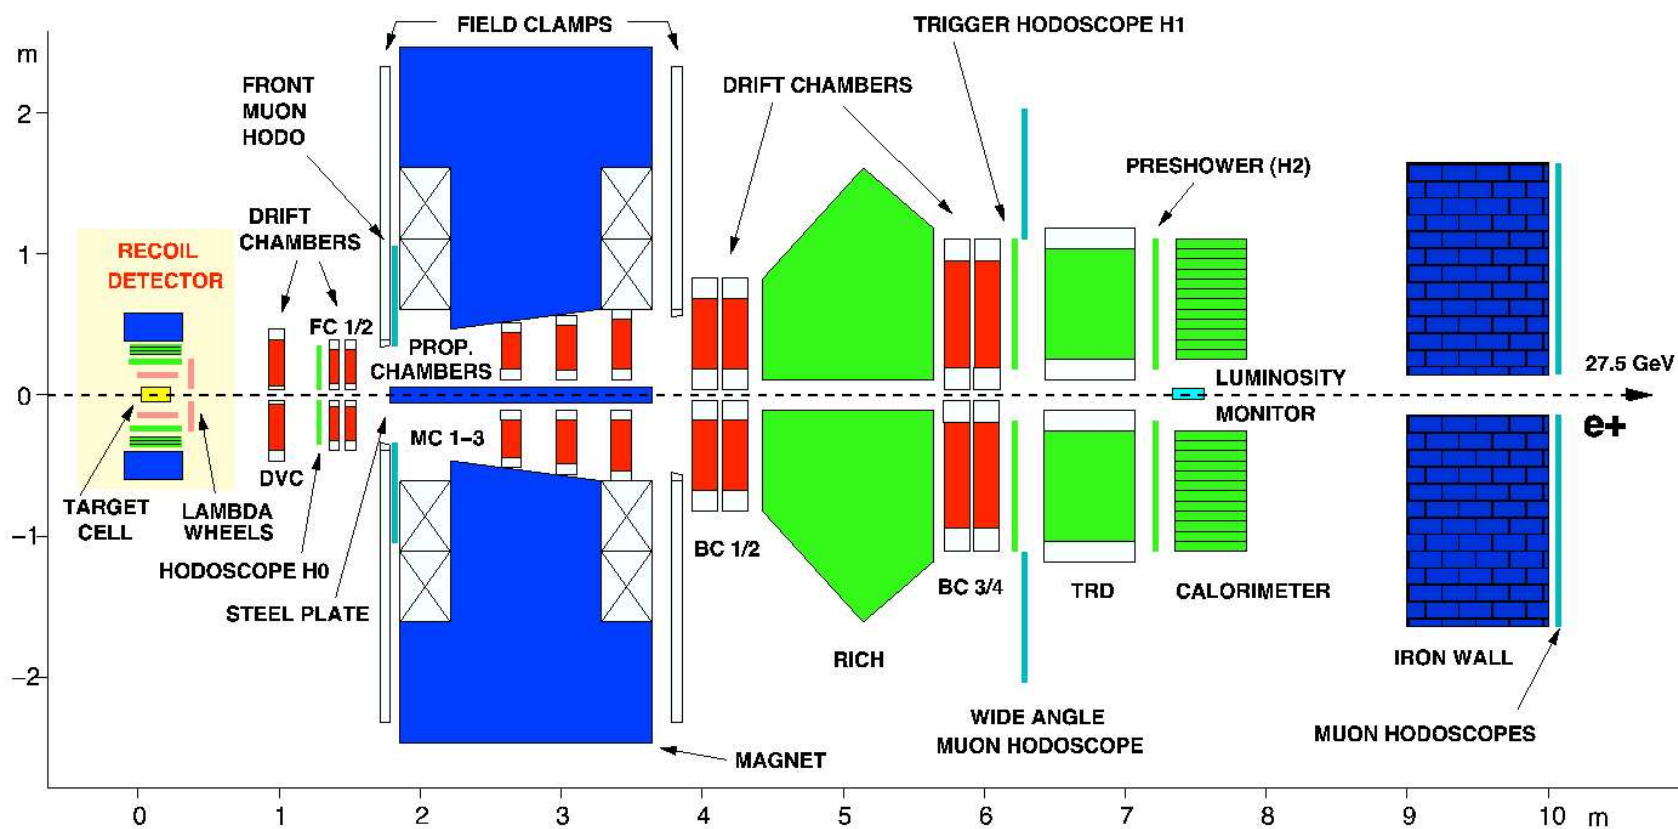 FIELD CLAMPS
TRIGGER HODOSCOPE H1
m
FRONT
MUON
HODO
DRIFT CHAMBERS
2
PRESHOWER (H2)
DRIFT
CHAMBERS
RECOIL
DETECTOR
1
FC 1/2
PROP.
CHAMBERS
27.5 GeV
LUMINOSITY
MONITOR
0
e+
MC 1-3
DVC
TARGET
CELL
LAMBDA
WHEELS
-1
HODOSCOPE H0
STEEL PLATE
BC 1/2
BC 3/4
TRD
CALORIMETER
RICH
IRON WALL
-2
WIDE ANGLE
MUON HODOSCOPE
MUON HODOSCOPES
MAGNET
0 1 2 3 4 5 6 7 8 9 10 m